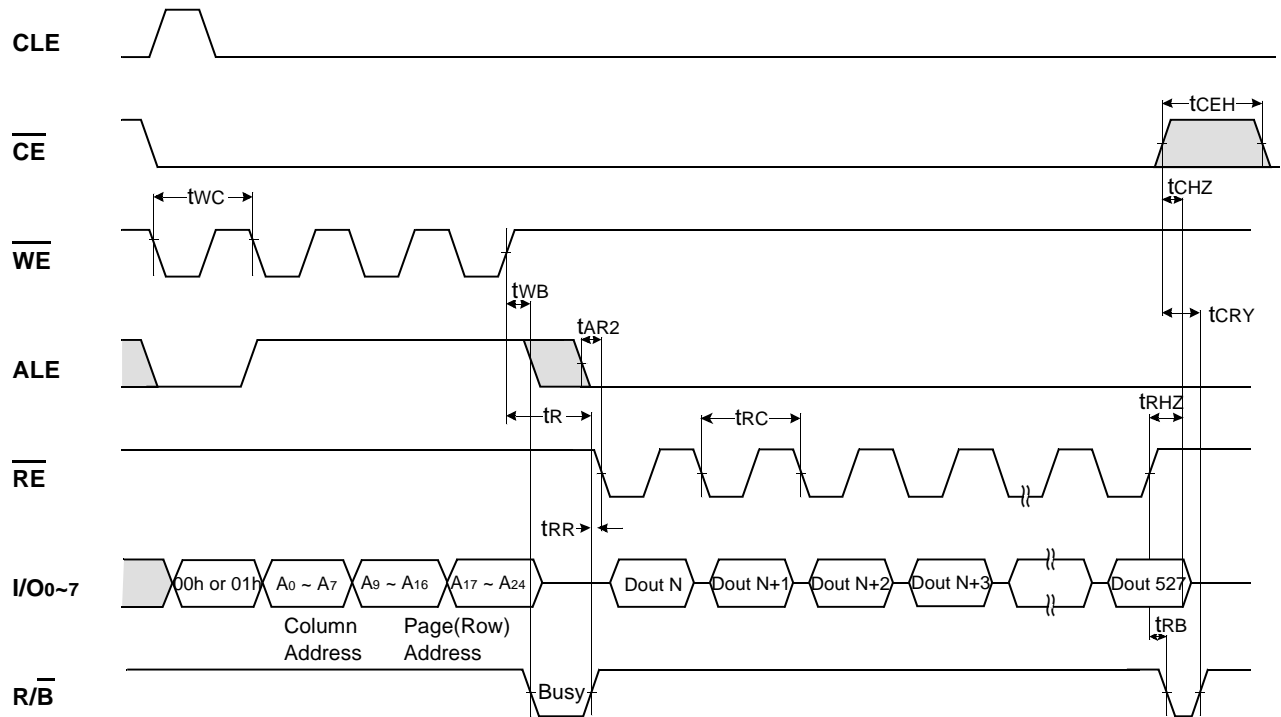 CLE
tCEH
CE
tCHZ
tWC
WE
tWB
tCRY
tAR2
ALE
tRHZ
tR
tRC
RE
tRR
I/O0~7
00h or 01h
A0 ~ A7
A9 ~ A16
A17 ~ A24
Dout N
Dout N+1
Dout N+2
Dout N+3
Dout 527
Column
Address
Page(Row)
Address
tRB
R/B
Busy